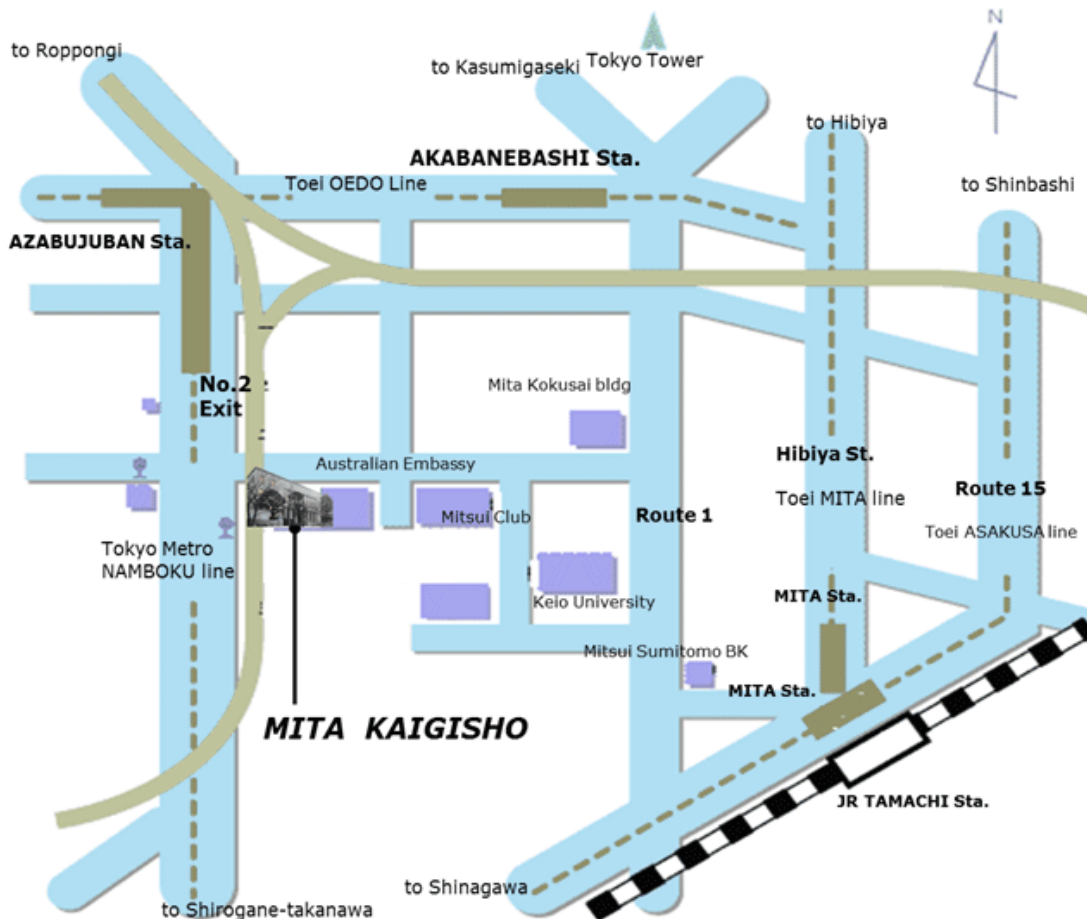 N
to Roppongi
Tokyo Tower
to Kasumigaseki
to Hibiya
AKABANEBASHI Sta.
Toei OEDO Line
to Shinbashi
AZABUJUBAN Sta.
No.2
Exit
Mita Kokusai bldg
Australian Embassy
Hibiya St.
Toei MITA line
Route 15
Mitsui Club
Route 1
Toei ASAKUSA line
Tokyo Metro
NAMBOKU line
Keio University
MITA Sta.
Mitsui Sumitomo BK
MITA Sta.
MITA KAIGISHO
JR TAMACHI Sta.
to Shinagawa
to Shirogane-takanawa